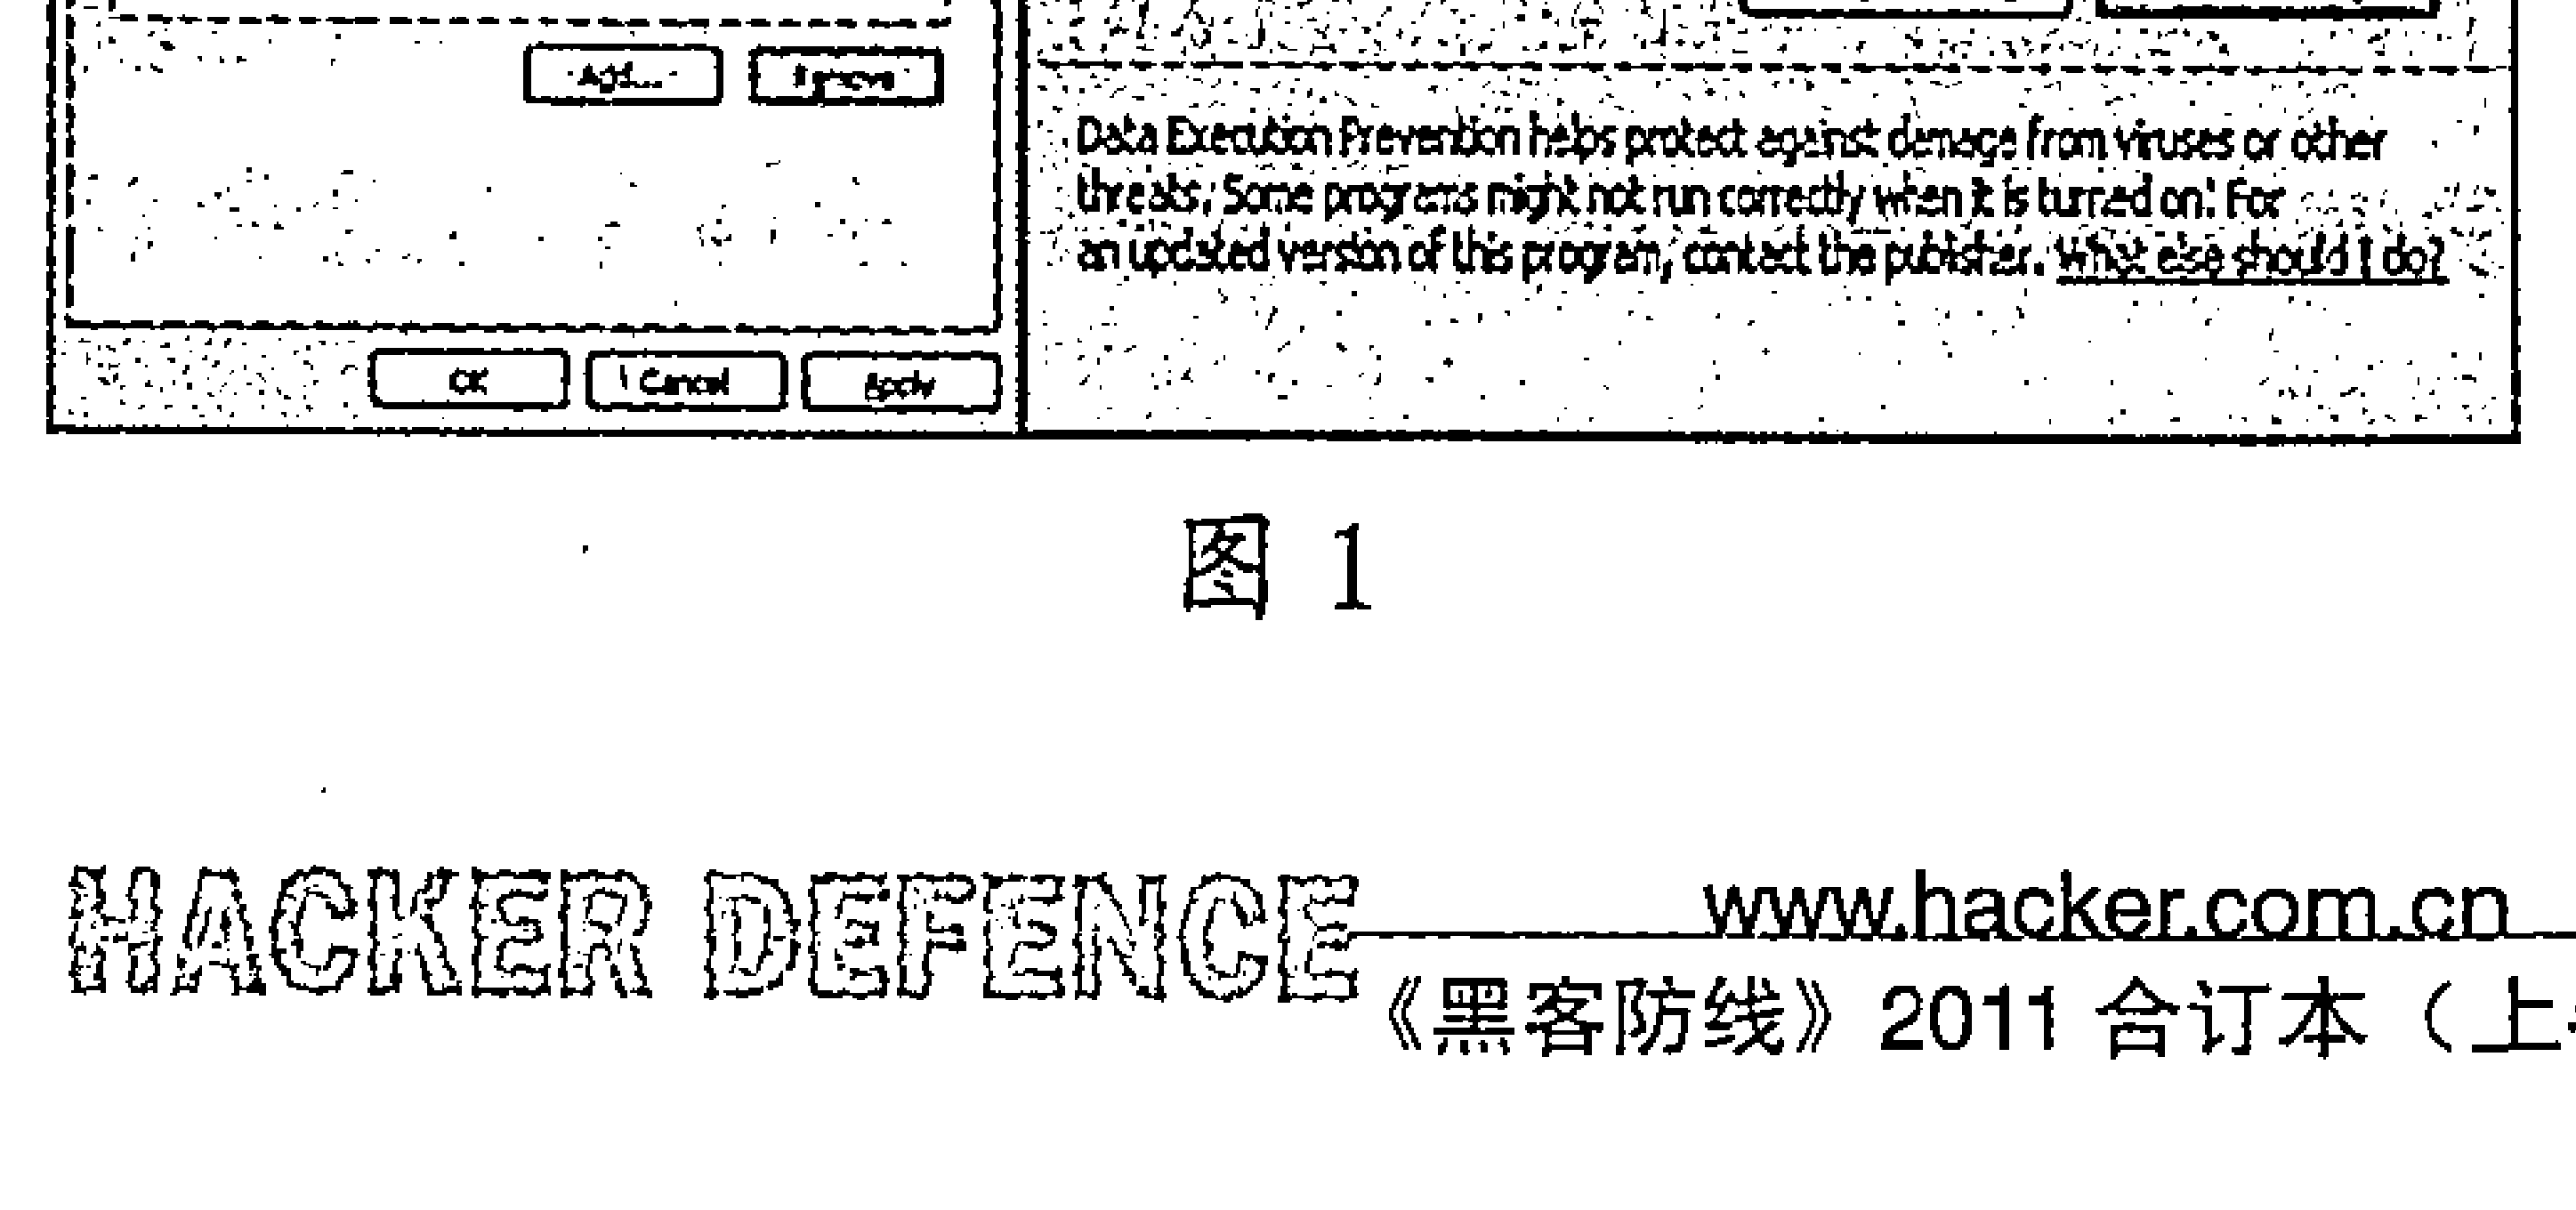 Add... Remove
Data Execution Prevention helps protect against damage from viruses or other
threats. Some programs might not run correctly when it is turned on. For
an updated version of this program, contact the publisher. What else should I do?
OK Cancel Apply
图 1
HACKER DEFENCE www.hacker.com.cn
《黑客防线》2011 合订本（上